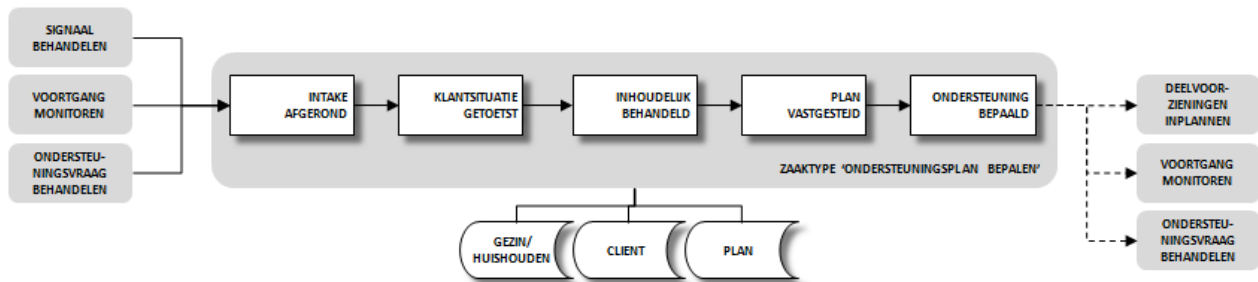 SIGNAAL
BEHANDELEN
VOORTGANG
MONITOREN
ONDERSTEU-
NINGSVRAAG
BEHANDELEN
INTAKE
AFGEROND
KLANTSITUATIE
GETOETST
INHOUDELIJK
BEHANDELD
PLAN
VASTGESTEJD
ONDERSTEUNING
BEPAALD
ZAAKTYPE 'ONDERSTEUNINGSPLAN BEPALEN'
GEZIN/
HUISHOUDEN
CLIENT
PLAN
DEELVOOR-
ZIENINGEN
INPLANNEN
VOORTGANG
MONITOREN
ONDERSTEU-
NINGSVRAAG
BEHANDELEN